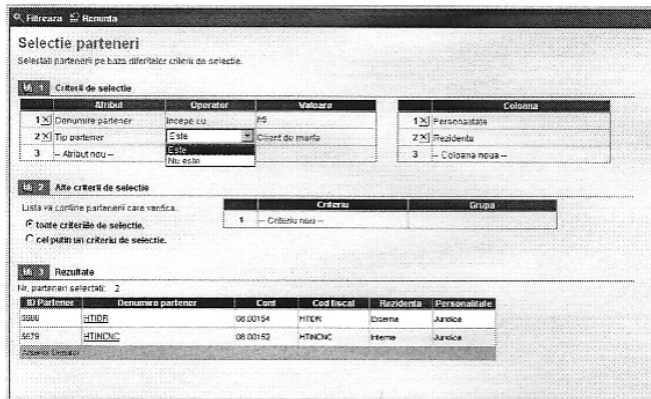 Filtreaza Renunta
Selectie parteneri
Selectati partenerii pe baza diferitelor criterii de selectie.
1 Criterii de selectie
Atribut Operator Valoare
1 Denumire partener Incepe cu
2 Tip partener Este Client de marfa
Este
Nu este
3 -- Atribut nou --
Coloana
1 Personalitate
2 Rezidenta
3 -- Coloana noua --
2 Alte criterii de selectie
Lista va contine partenerii care verifica.
toate criteriile de selectie.
cel putin un criteriu de selectie.
Criteriu Grupa
1 -- Criteriu nou --
3 Rezultate
Nr. parteneri selectati: 2
ID Partener Denumire partener Cont Cod fiscal Rezidenta Personalitate
HTIDR 08.00154 HTIDR Externa Juridica
5679 HTINCNC 08.00152 HTINCNC Interna Juridica